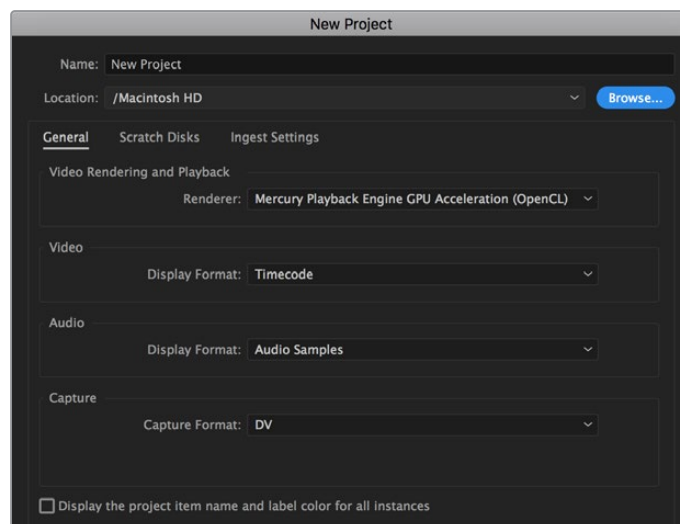 New Project
Name: New Project
Location: /Macintosh HD Browse...
General Scratch Disks Ingest Settings
Video Rendering and Playback
Renderer: Mercury Playback Engine GPU Acceleration (OpenCL)
Video
Display Format: Timecode
Audio
Display Format: Audio Samples
Capture
Capture Format: DV
Display the project item name and label color for all instances